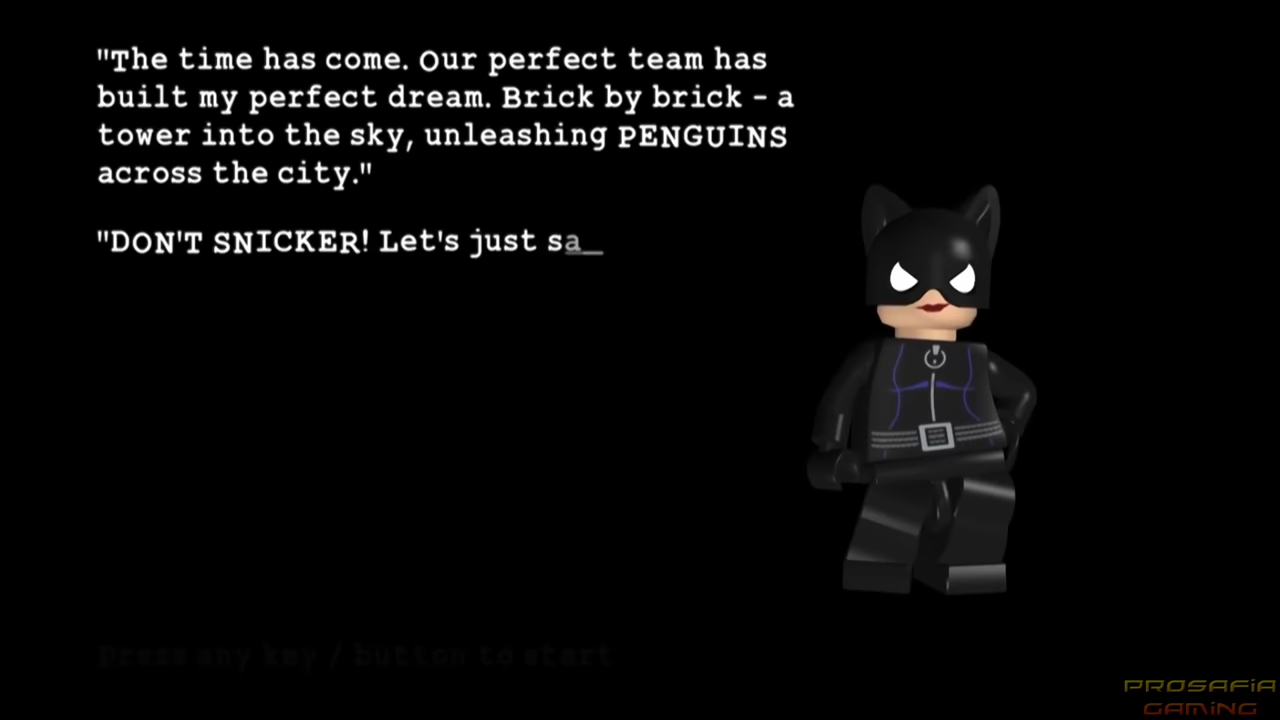 "The time has come. Our perfect team has
built my perfect dream. Brick by brick - a
tower into the sky, unleashing PENGUINS
across the city."
"DON'T SNICKER! Let's just sa_
Press any key / button to start
PROSAFiA
GAMiNG